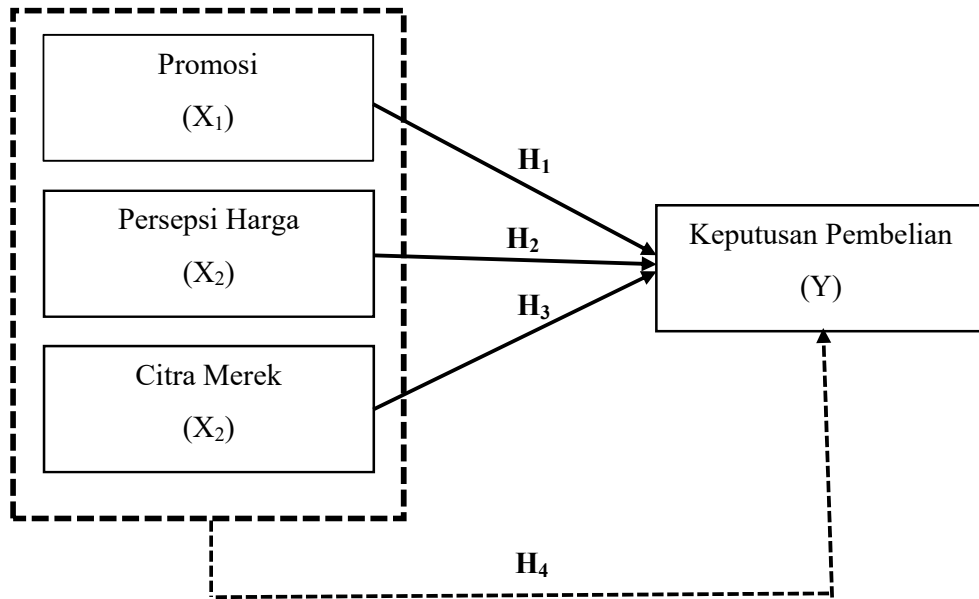 Promosi
(X₁)
H₁
Persepsi Harga
(X₂)
H₂
Keputusan Pembelian
(Y)
H₃
Citra Merek
(X₂)
H₄